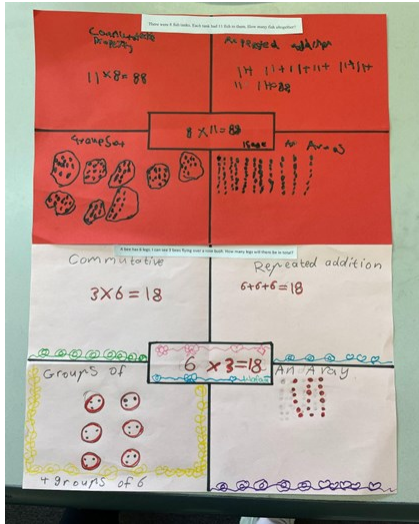 There were 8 fish tanks. Each tank had 11 fish in them. How many fish altogether?
Property
11 × 8 = 88
Repeated addition
11+ 11+11+11+ 11+11+
11 11=88
8 × 11=88
Groups of
An Array
A bee has 6 legs. I can see 3 bees flying over a rose bush. How many legs will there be in total?
Commutative
3×6=18
Repeated addition
6+6+6=18
6 ×3=18
Groups of
4 groups of 6
An Array